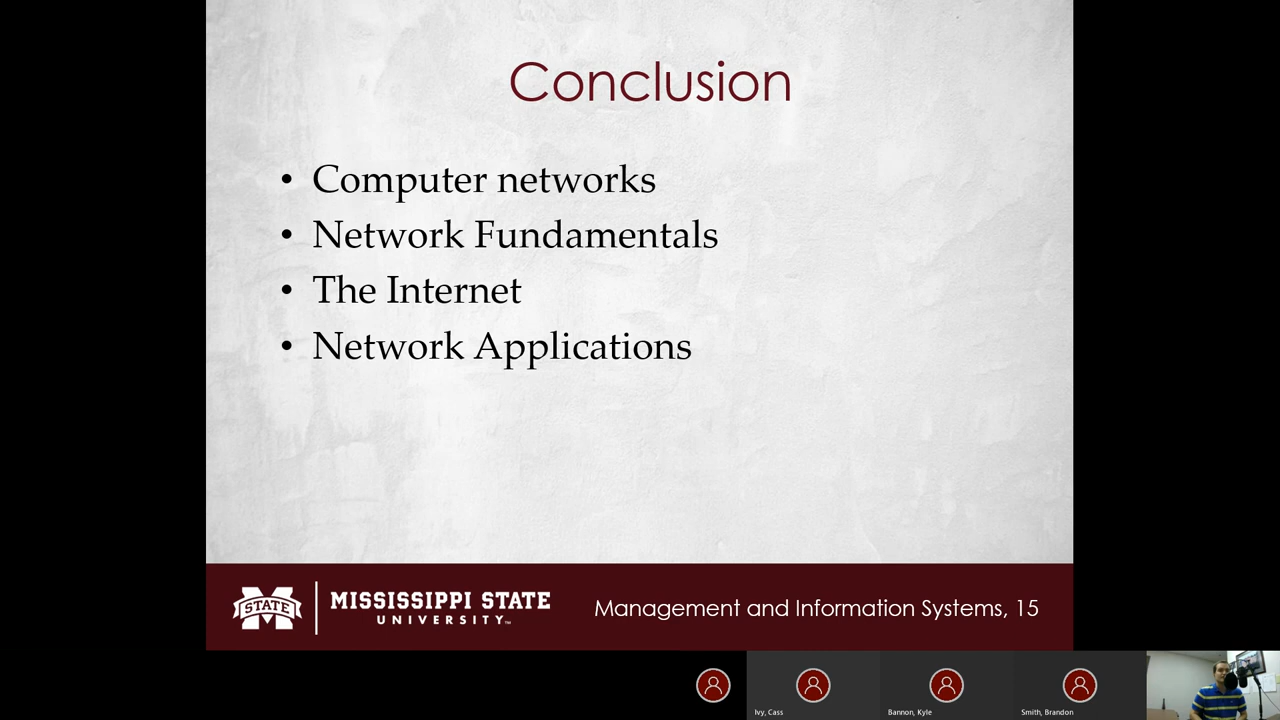 Conclusion
• Computer networks
• Network Fundamentals
• The Internet
• Network Applications
STATE
MISSISSIPPI STATE
UNIVERSITY™
Management and Information Systems, 15
Ivy, Cass
Bannon, Kyle
Smith, Brandon